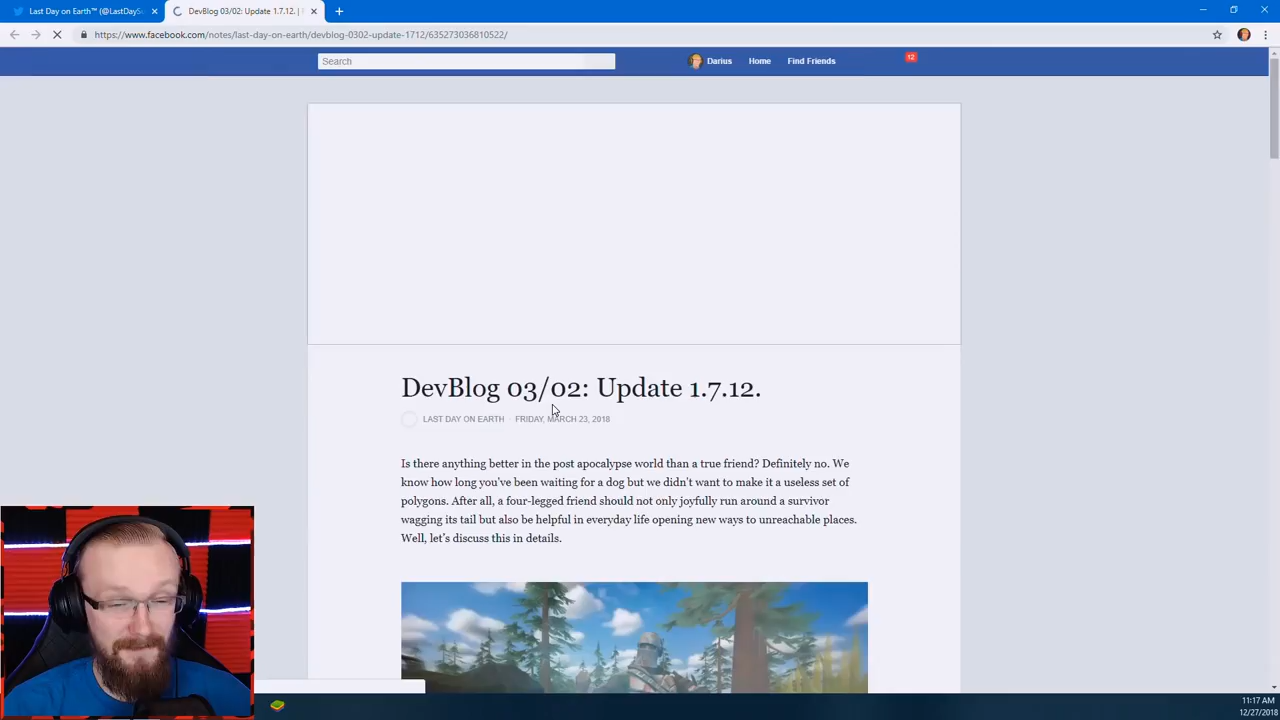 Last Day on Earth™ (@LastDayS
DevBlog 03/02: Update 1.7.12. |
https://www.facebook.com/notes/last-day-on-earth/devblog-0302-update-1712/635273036810522/
Search
Darius
Home
Find Friends
12
DevBlog 03/02: Update 1.7.12.
LAST DAY ON EARTH · FRIDAY, MARCH 23, 2018
Is there anything better in the post apocalypse world than a true friend? Definitely no. We
know how long you've been waiting for a dog but we didn't want to make it a useless set of
polygons. After all, a four-legged friend should not only joyfully run around a survivor
wagging its tail but also be helpful in everyday life opening new ways to unreachable places.
Well, let's discuss this in details.
11:17 AM
12/27/2018